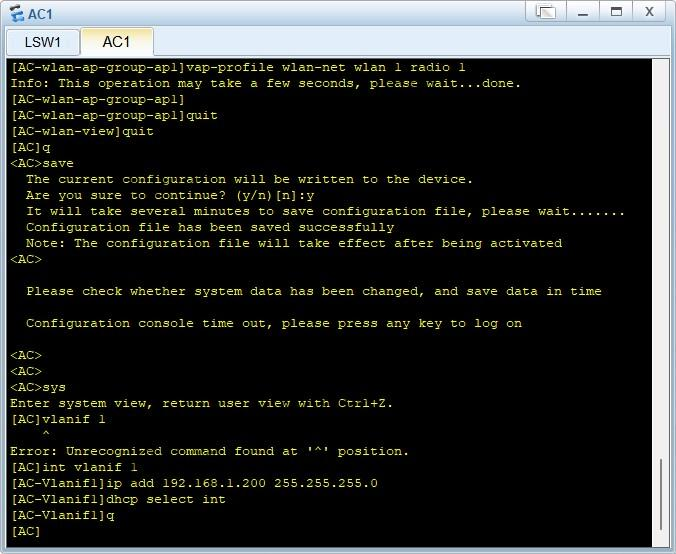 AC1
LSW1
AC1
[AC-wlan-ap-group-ap1]vap-profile wlan-net wlan 1 radio 1
Info: This operation may take a few seconds, please wait...done.
[AC-wlan-ap-group-ap1]
[AC-wlan-ap-group-ap1]quit
[AC-wlan-view]quit
[AC]q
<AC>save
  The current configuration will be written to the device.
  Are you sure to continue? (y/n)[n]:y
  It will take several minutes to save configuration file, please wait.......
  Configuration file has been saved successfully
  Note: The configuration file will take effect after being activated
<AC>
  Please check whether system data has been changed, and save data in time
  Configuration console time out, please press any key to log on
<AC>
<AC>
<AC>sys
Enter system view, return user view with Ctrl+Z.
[AC]vlanif 1
    ^
Error: Unrecognized command found at '^' position.
[AC]int vlanif 1
[AC-Vlanif1]ip add 192.168.1.200 255.255.255.0
[AC-Vlanif1]dhcp select int
[AC-Vlanif1]q
[AC]